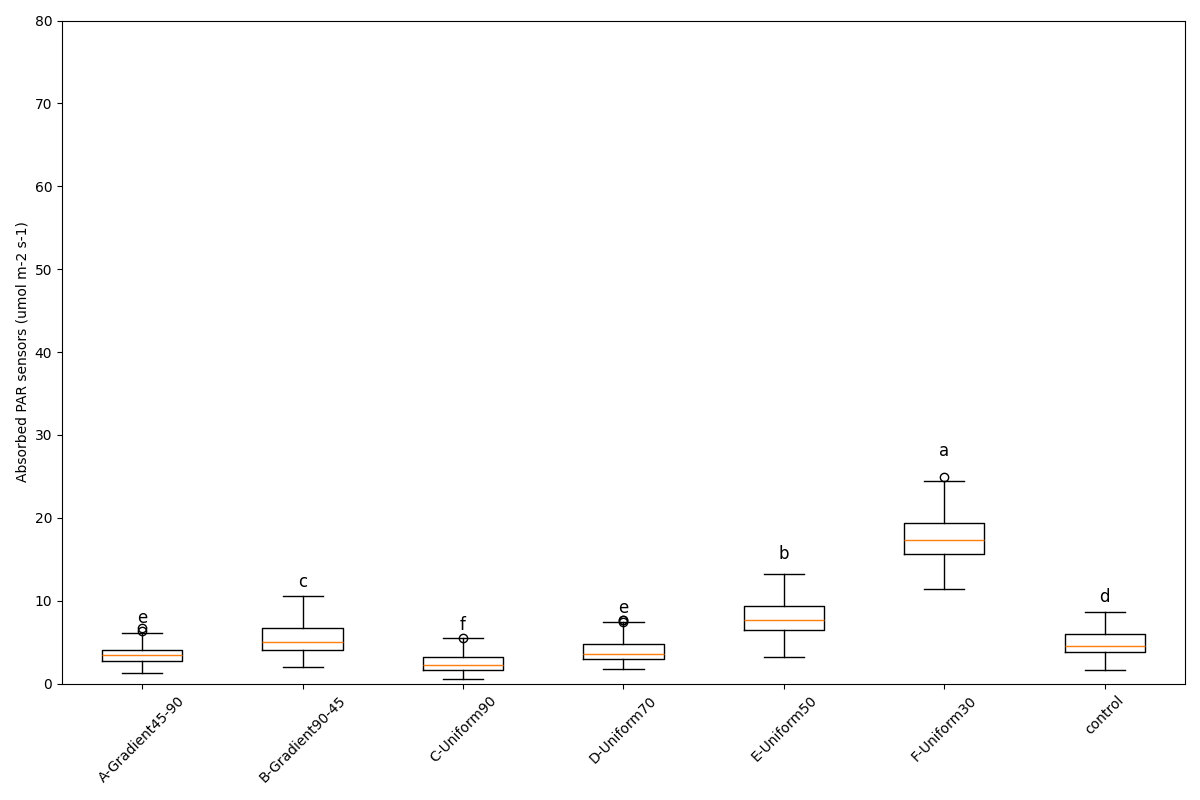 80
70
60
50
40
30
20
10
0
Absorbed PAR sensors (umol m-2 s-1)
e
c
f
e
b
a
d
A-Gradient45-90
B-Gradient90-45
C-Uniform90
D-Uniform70
E-Uniform50
F-Uniform30
control